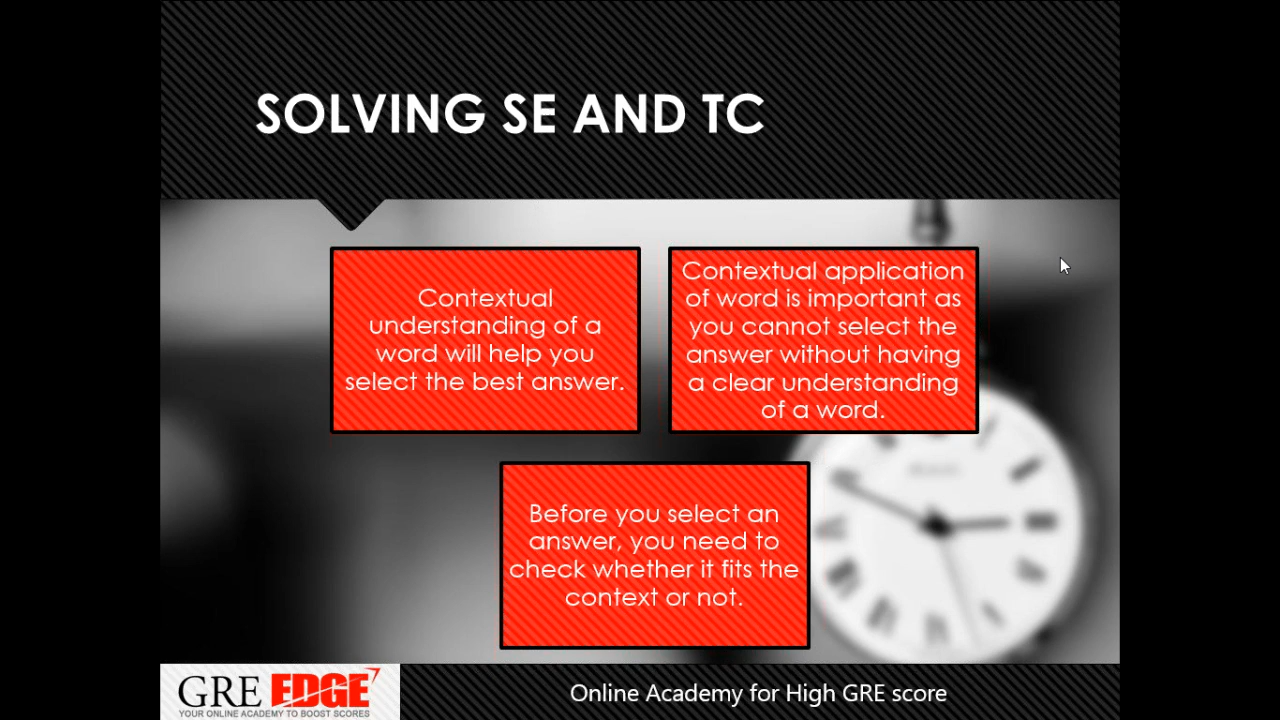 SOLVING SE AND TC
Contextual
understanding of a
word will help you
select the best answer.
Contextual application
of word is important as
you cannot select the
answer without having
a clear understanding
of a word.
Before you select an
answer, you need to
check whether it fits the
context or not.
GRE EDGE
YOUR ONLINE ACADEMY TO BOOST SCORES
Online Academy for High GRE score